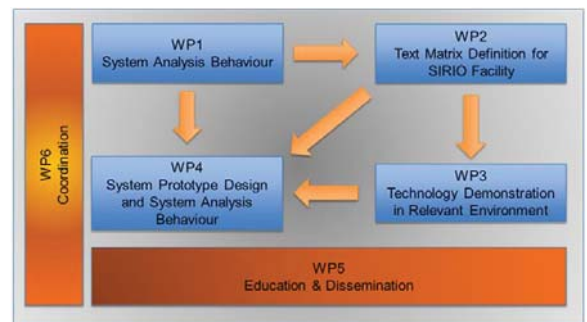 WP6
Coordination
WP1
System Analysis Behaviour
WP2
Text Matrix Definition for
SIRIO Facility
WP4
System Prototype Design
and System Analysis
Behaviour
WP3
Technology Demonstration
in Relevant Environment
WP5
Education & Dissemination